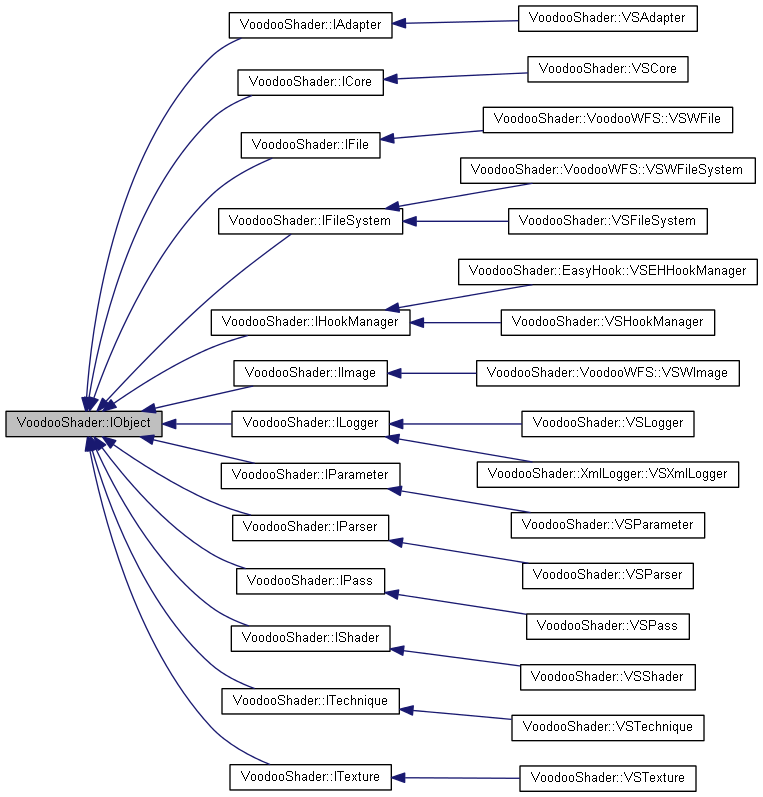 VoodooShader::IAdapter
VoodooShader::VSAdapter
VoodooShader::ICore
VoodooShader::VSCore
VoodooShader::IFile
VoodooShader::VoodooWFS::VSWFile
VoodooShader::VoodooWFS::VSWFileSystem
VoodooShader::IFileSystem
VoodooShader::VSFileSystem
VoodooShader::EasyHook::VSEHHookManager
VoodooShader::IHookManager
VoodooShader::VSHookManager
VoodooShader::IImage
VoodooShader::VoodooWFS::VSWImage
VoodooShader::IObject
VoodooShader::ILogger
VoodooShader::VSLogger
VoodooShader::XmlLogger::VSXmlLogger
VoodooShader::IParameter
VoodooShader::VSParameter
VoodooShader::IParser
VoodooShader::VSParser
VoodooShader::IPass
VoodooShader::VSPass
VoodooShader::IShader
VoodooShader::VSShader
VoodooShader::ITechnique
VoodooShader::VSTechnique
VoodooShader::ITexture
VoodooShader::VSTexture